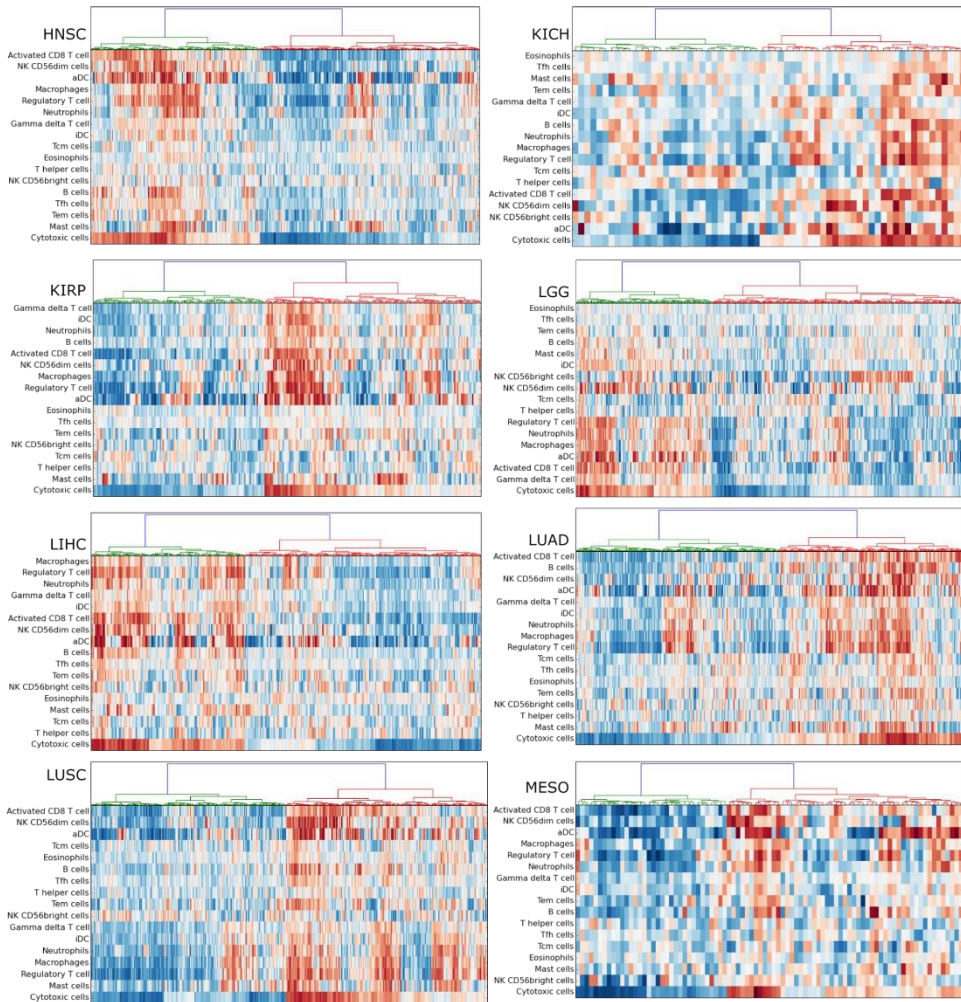 HNSC
Activated CD8 T cell
NK CD56dim cells
aDC
Macrophages
Regulatory T cell
Neutrophils
Gamma delta T cell
iDC
Tcm cells
Eosinophils
T helper cells
NK CD56bright cells
B cells
Tfh cells
Tem cells
Mast cells
Cytotoxic cells
KICH
Eosinophils
Tfh cells
Mast cells
Tem cells
Gamma delta T cell
iDC
B cells
Neutrophils
Macrophages
Regulatory T cell
Tcm cells
T helper cells
Activated CD8 T cell
NK CD56dim cells
NK CD56bright cells
aDC
Cytotoxic cells
KIRP
Gamma delta T cell
iDC
Neutrophils
B cells
Activated CD8 T cell
NK CD56dim cells
Macrophages
Regulatory T cell
aDC
Eosinophils
Tfh cells
Tem cells
NK CD56bright cells
Tcm cells
T helper cells
Mast cells
Cytotoxic cells
LGG
Eosinophils
Tfh cells
Tem cells
B cells
Mast cells
iDC
NK CD56bright cells
NK CD56dim cells
Tcm cells
T helper cells
Regulatory T cell
Neutrophils
Macrophages
aDC
Activated CD8 T cell
Gamma delta T cell
Cytotoxic cells
LIHC
Macrophages
Regulatory T cell
Neutrophils
Gamma delta T cell
iDC
Activated CD8 T cell
NK CD56dim cells
aDC
B cells
Tfh cells
Tem cells
NK CD56bright cells
Eosinophils
Mast cells
Tcm cells
T helper cells
Cytotoxic cells
LUAD
Activated CD8 T cell
B cells
NK CD56dim cells
aDC
Gamma delta T cell
iDC
Neutrophils
Macrophages
Regulatory T cell
Tcm cells
Tfh cells
Eosinophils
Tem cells
NK CD56bright cells
T helper cells
Mast cells
Cytotoxic cells
LUSC
Activated CD8 T cell
NK CD56dim cells
aDC
Tcm cells
Eosinophils
B cells
Tfh cells
T helper cells
Tem cells
NK CD56bright cells
Gamma delta T cell
iDC
Neutrophils
Macrophages
Regulatory T cell
Mast cells
Cytotoxic cells
MESO
Activated CD8 T cell
NK CD56dim cells
aDC
Macrophages
Regulatory T cell
Neutrophils
Gamma delta T cell
iDC
Tem cells
B cells
T helper cells
Tfh cells
Tcm cells
Eosinophils
Mast cells
NK CD56bright cells
Cytotoxic cells